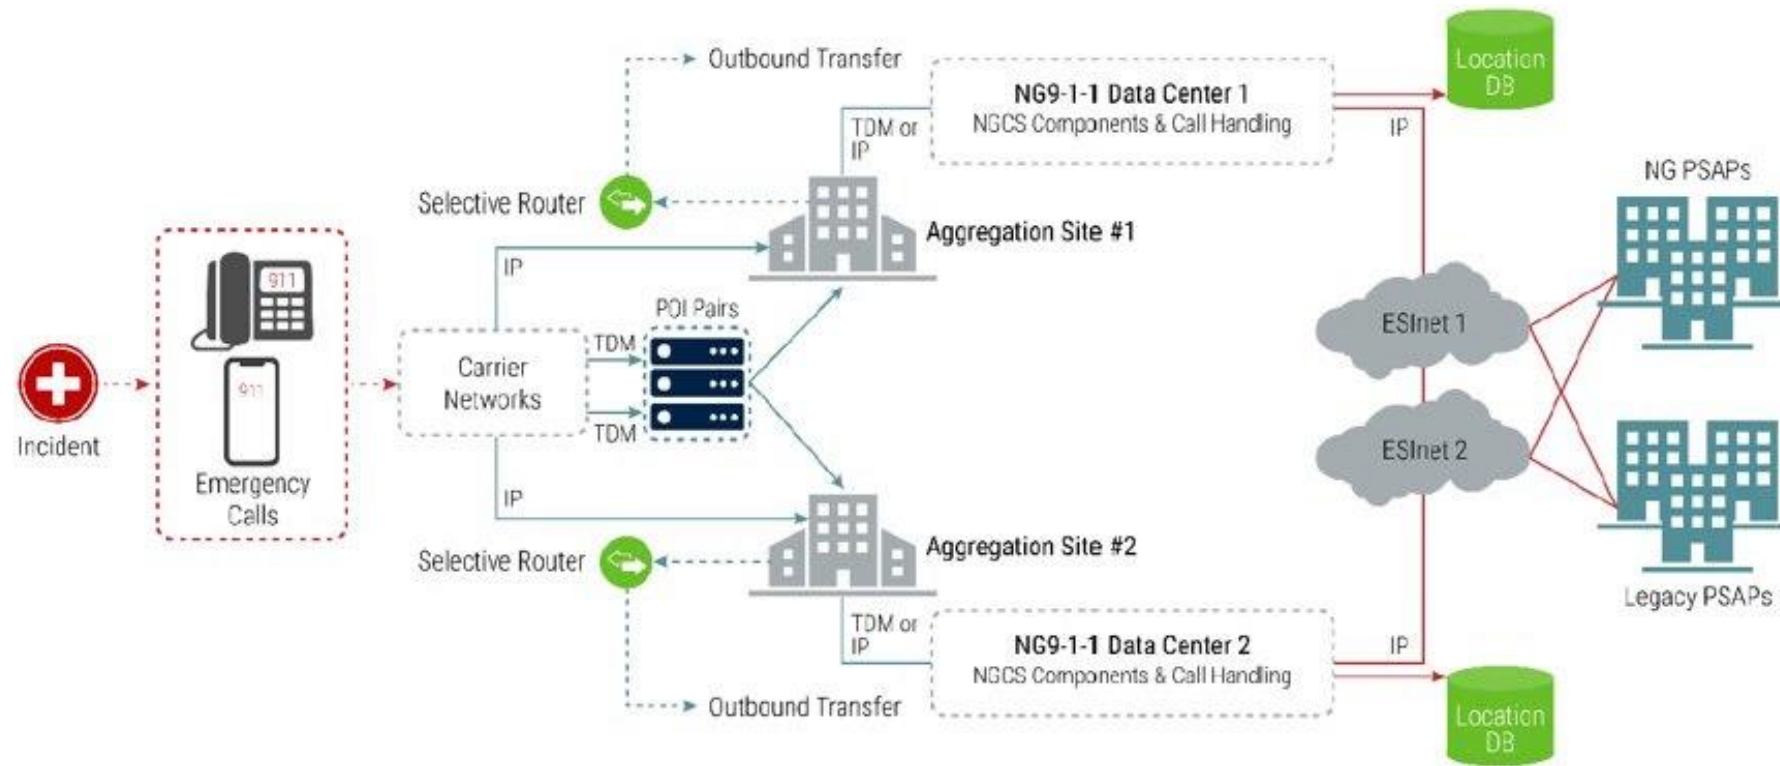 Outbound Transfer
Location
DB
NG9-1-1 Data Center 1
NGCS Components & Call Handling
TDM or
IP
IP
Selective Router
NG PSAPs
Aggregation Site #1
911
IP
POI Pairs
ESInet 1
TDM
Carrier
Networks
911
TDM
Incident
ESInet 2
Emergency
Calls
IP
Aggregation Site #2
Selective Router
Legacy PSAPs
TDM or
IP
NG9-1-1 Data Center 2
NGCS Components & Call Handling
IP
Outbound Transfer
Location
DB